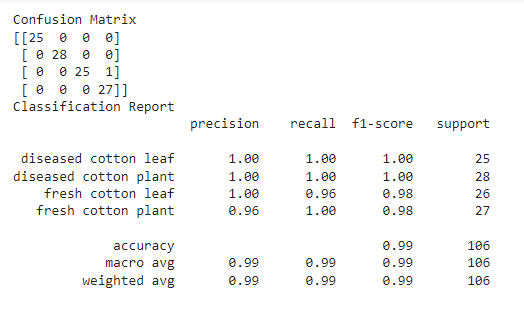 Confusion Matrix
[[25  0  0  0]
 [ 0 28  0  0]
 [ 0  0 25  1]
 [ 0  0  0 27]]
Classification Report
                       precision    recall  f1-score   support

 diseased cotton leaf       1.00      1.00      1.00        25
diseased cotton plant       1.00      1.00      1.00        28
    fresh cotton leaf       1.00      0.96      0.98        26
   fresh cotton plant       0.96      1.00      0.98        27

             accuracy                           0.99       106
            macro avg       0.99      0.99      0.99       106
         weighted avg       0.99      0.99      0.99       106